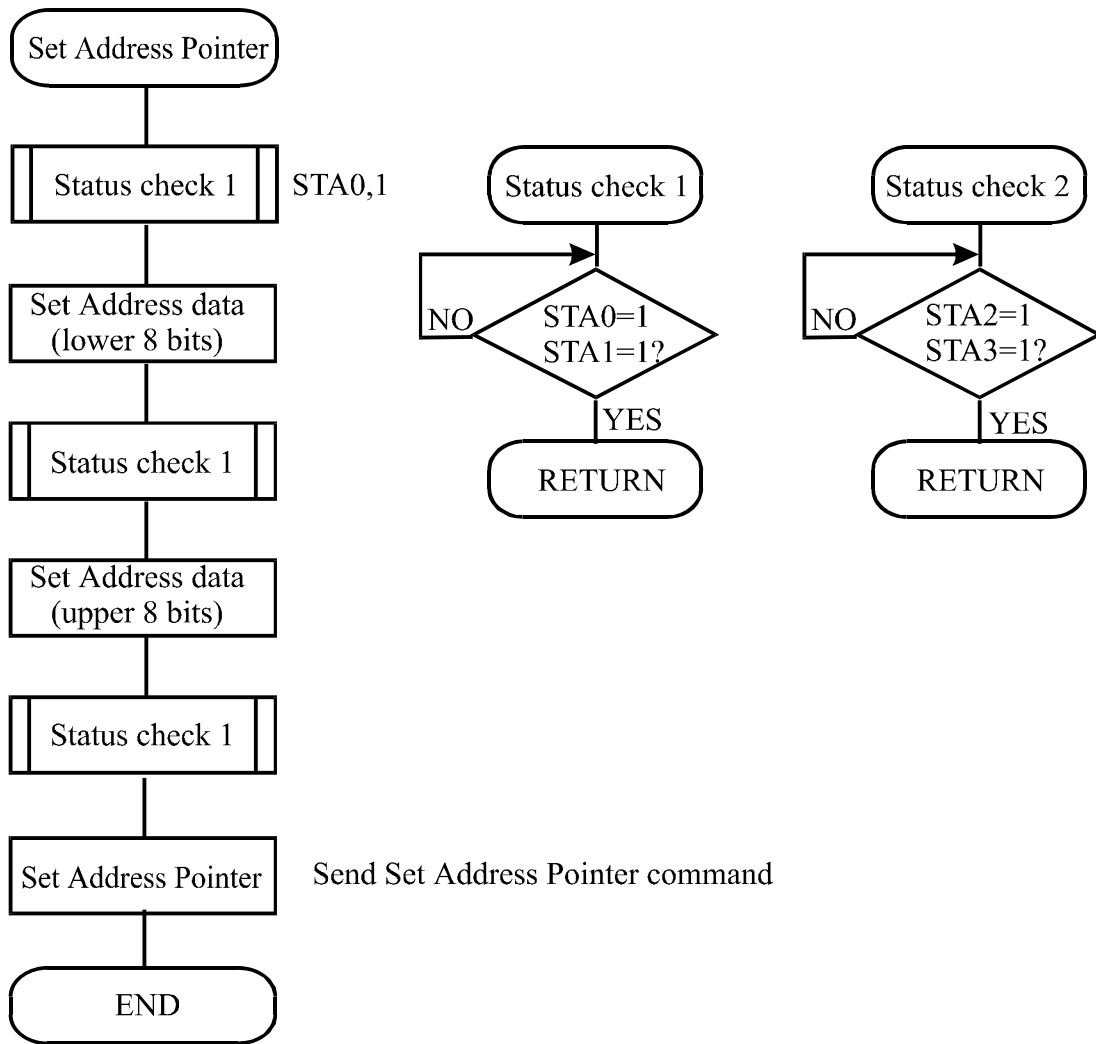 Set Address Pointer
Status check 1
STA0,1
Set Address data
(lower 8 bits)
Status check 1
Set Address data
(upper 8 bits)
Status check 1
Set Address Pointer
Send Set Address Pointer command
END
Status check 1
NO
STA0=1
STA1=1?
YES
RETURN
Status check 2
NO
STA2=1
STA3=1?
YES
RETURN